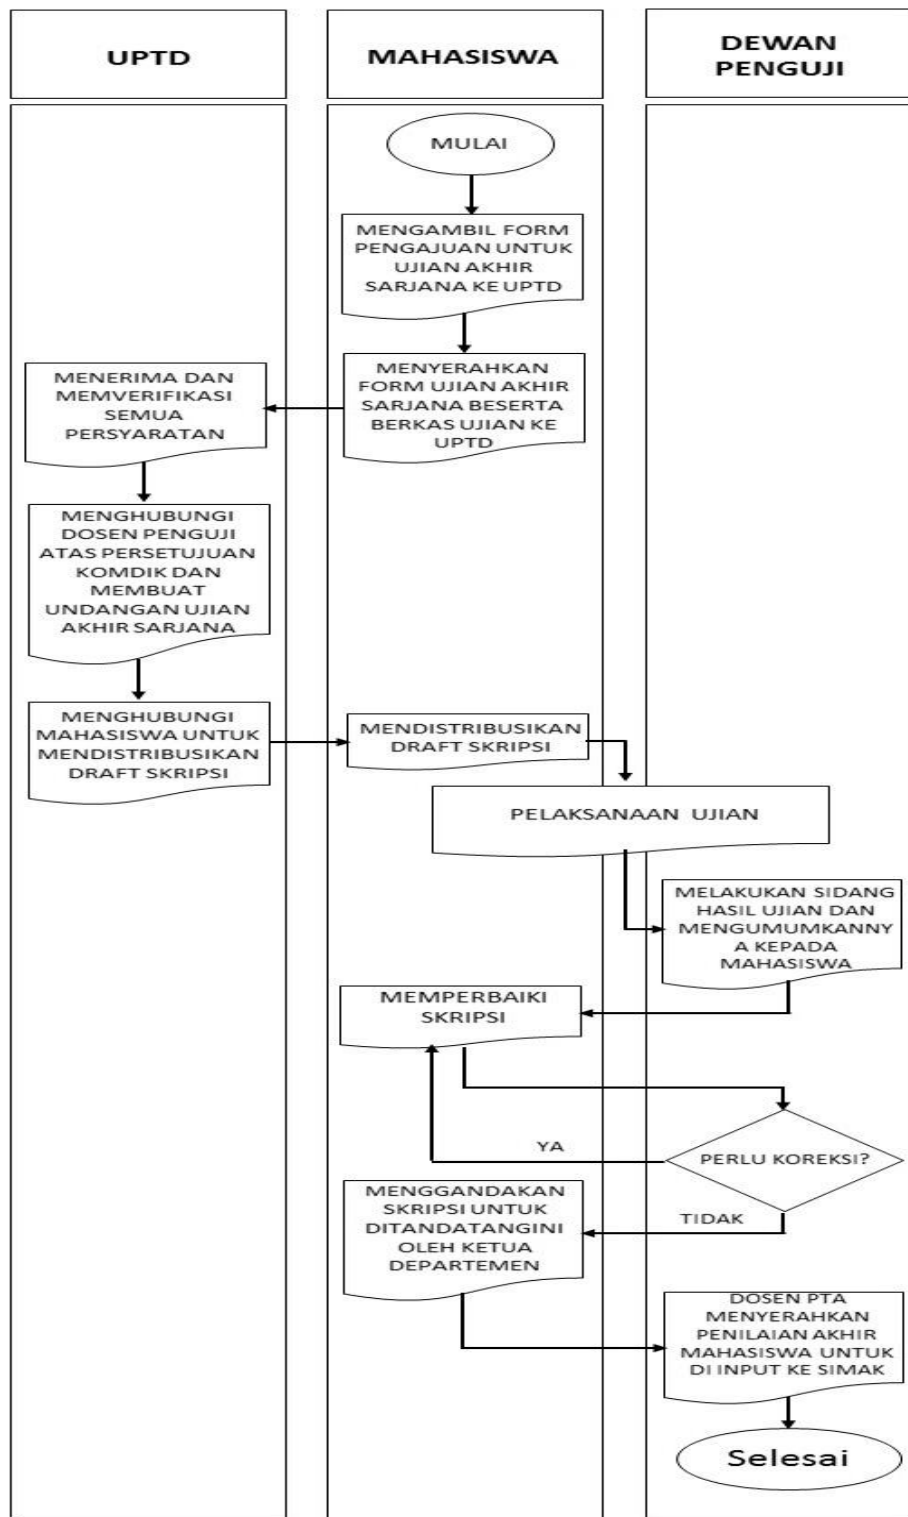 UPTD
MAHASISWA
DEWAN
PENGUJI
MULAI
MENGAMBIL FORM
PENGAJUAN UNTUK
UJIAN AKHIR
SARJANA KE UPTD
MENYERAHKAN
FORM UJIAN AKHIR
SARJANA BESERTA
BERKAS UJIAN KE
UPTD
MENERIMA DAN
MEMVERIFIKASI
SEMUA
PERSYARATAN
MENGHUBUNGI
DOSEN PENGUJI
ATAS PERSETUJUAN
KOMDIK DAN
MEMBUAT
UNDANGAN UJIAN
AKHIR SARJANA
MENGHUBUNGI
MAHASISWA UNTUK
MENDISTRIBUSIKAN
DRAFT SKRIPSI
MENDISTRIBUSIKAN
DRAFT SKRIPSI
PELAKSANAAN UJIAN
MELAKUKAN SIDANG
HASIL UJIAN DAN
MENGUMUMKANNY
A KEPADA
MAHASISWA
MEMPERBAIKI
SKRIPSI
PERLU KOREKSI?
YA
TIDAK
MENGGANDAKAN
SKRIPSI UNTUK
DITANDATANGINI
OLEH KETUA
DEPARTEMEN
DOSEN PTA
MENYERAHKAN
PENILAIAN AKHIR
MAHASISWA UNTUK
DI INPUT KE SIMAK
Selesai